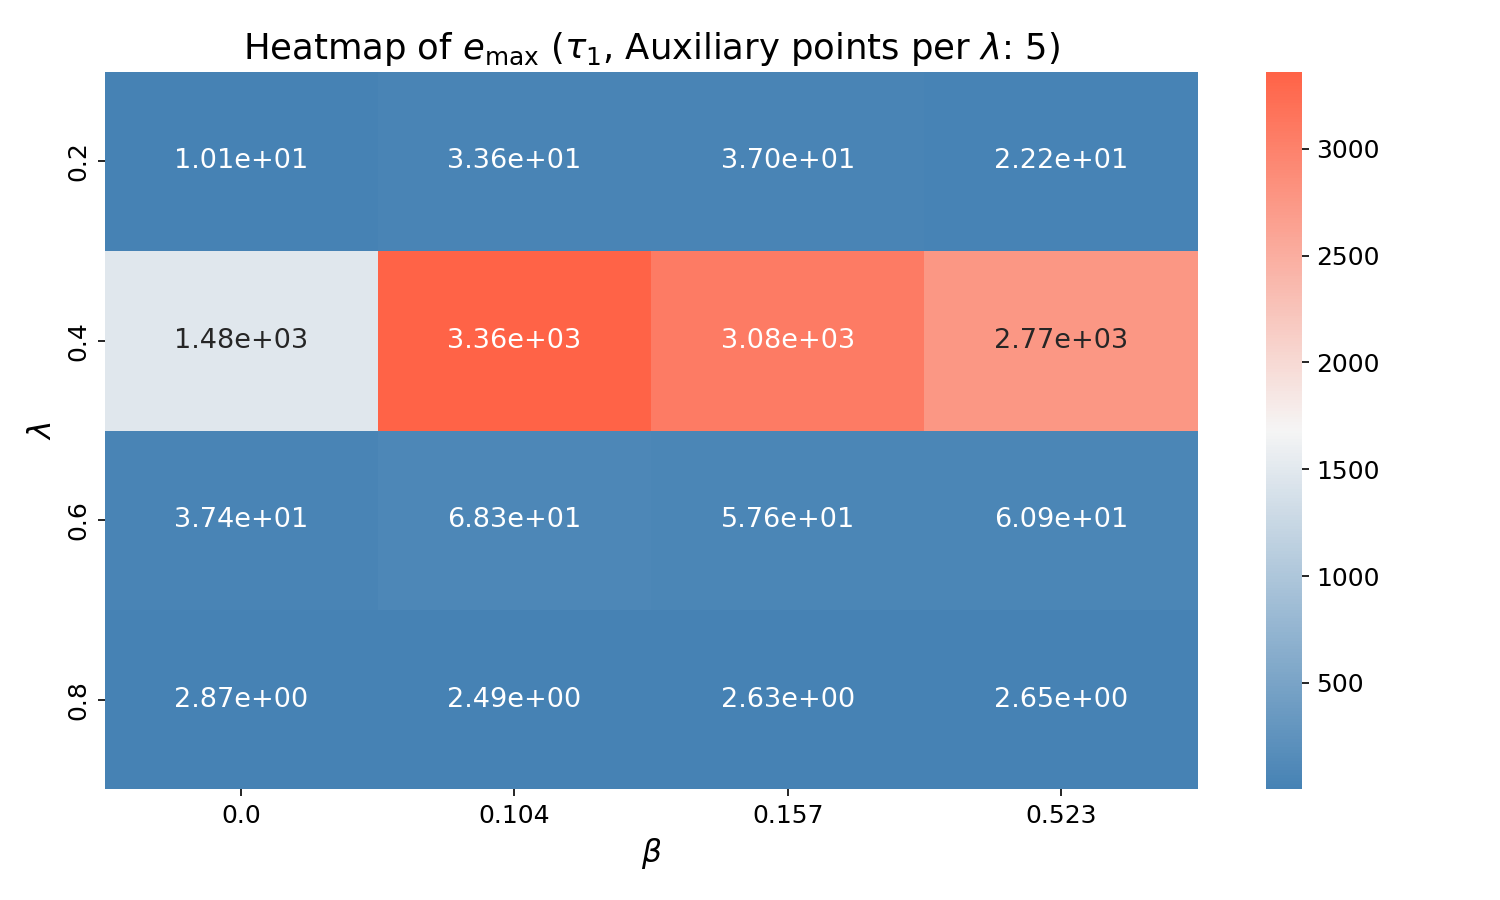 Heatmap of e_max (τ_1, Auxiliary points per λ: 5)
0.2 1.01e+01 3.36e+01 3.70e+01 2.22e+01
0.4 1.48e+03 3.36e+03 3.08e+03 2.77e+03
0.6 3.74e+01 6.83e+01 5.76e+01 6.09e+01
0.8 2.87e+00 2.49e+00 2.63e+00 2.65e+00
0.0 0.104 0.157 0.523
β
λ
3000
2500
2000
1500
1000
500